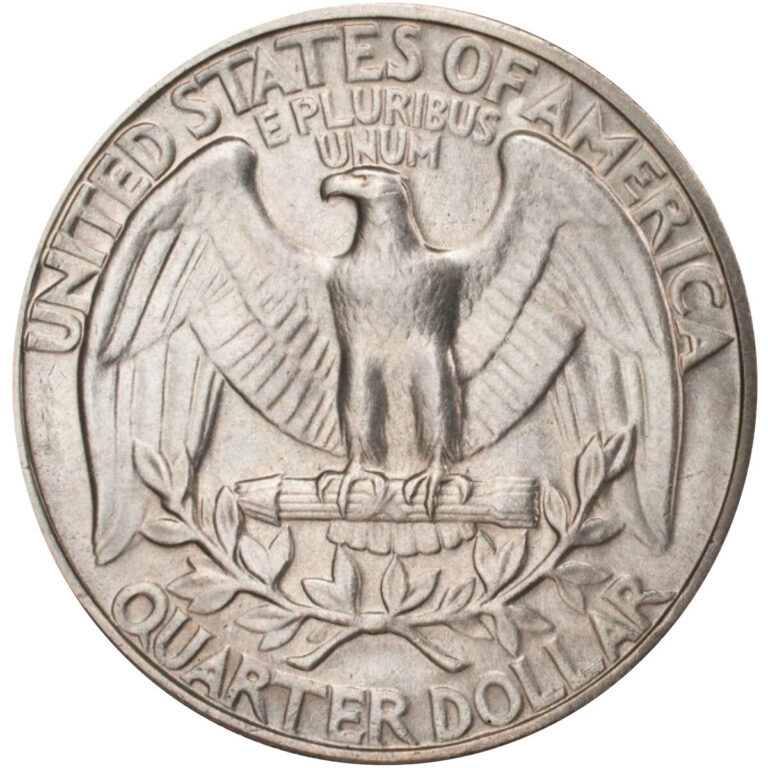 UNITED STATES OF AMERICA
E PLURIBUS
UNUM
QUARTER DOLLAR